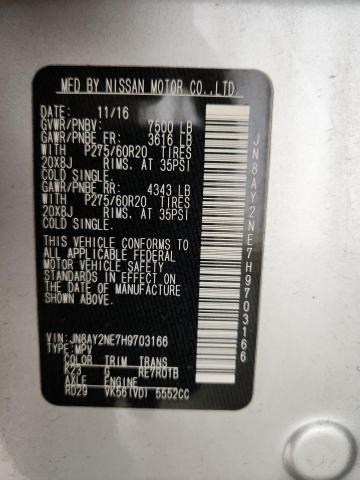 MFD BY NISSAN MOTOR CO.,LTD.
DATE: 11/16
GVWR/PNBV: 7500 LB
GAWR/PNBE FR: 3616 LB
WITH P275/60R20 TIRES
20X8J RIMS, AT 35PSI
COLD SINGLE.
GAWR/PNBE RR: 4343 LB
WITH P275/60R20 TIRES
20X8J RIMS, AT 35PSI
COLD SINGLE.
THIS VEHICLE CONFORMS TO
ALL APPLICABLE FEDERAL
MOTOR VEHICLE SAFETY
STANDARDS IN EFFECT ON
THE DATE OF MANUFACTURE
SHOWN ABOVE.
VIN:JN8AY2NE7H9703166
TYPE:MPV
COLOR TRIM TRANS
K23 G RE7R01B
AXLE ENGINE
RD29 VK56(VD) 5552CC
JN8AY2NE7H9703166